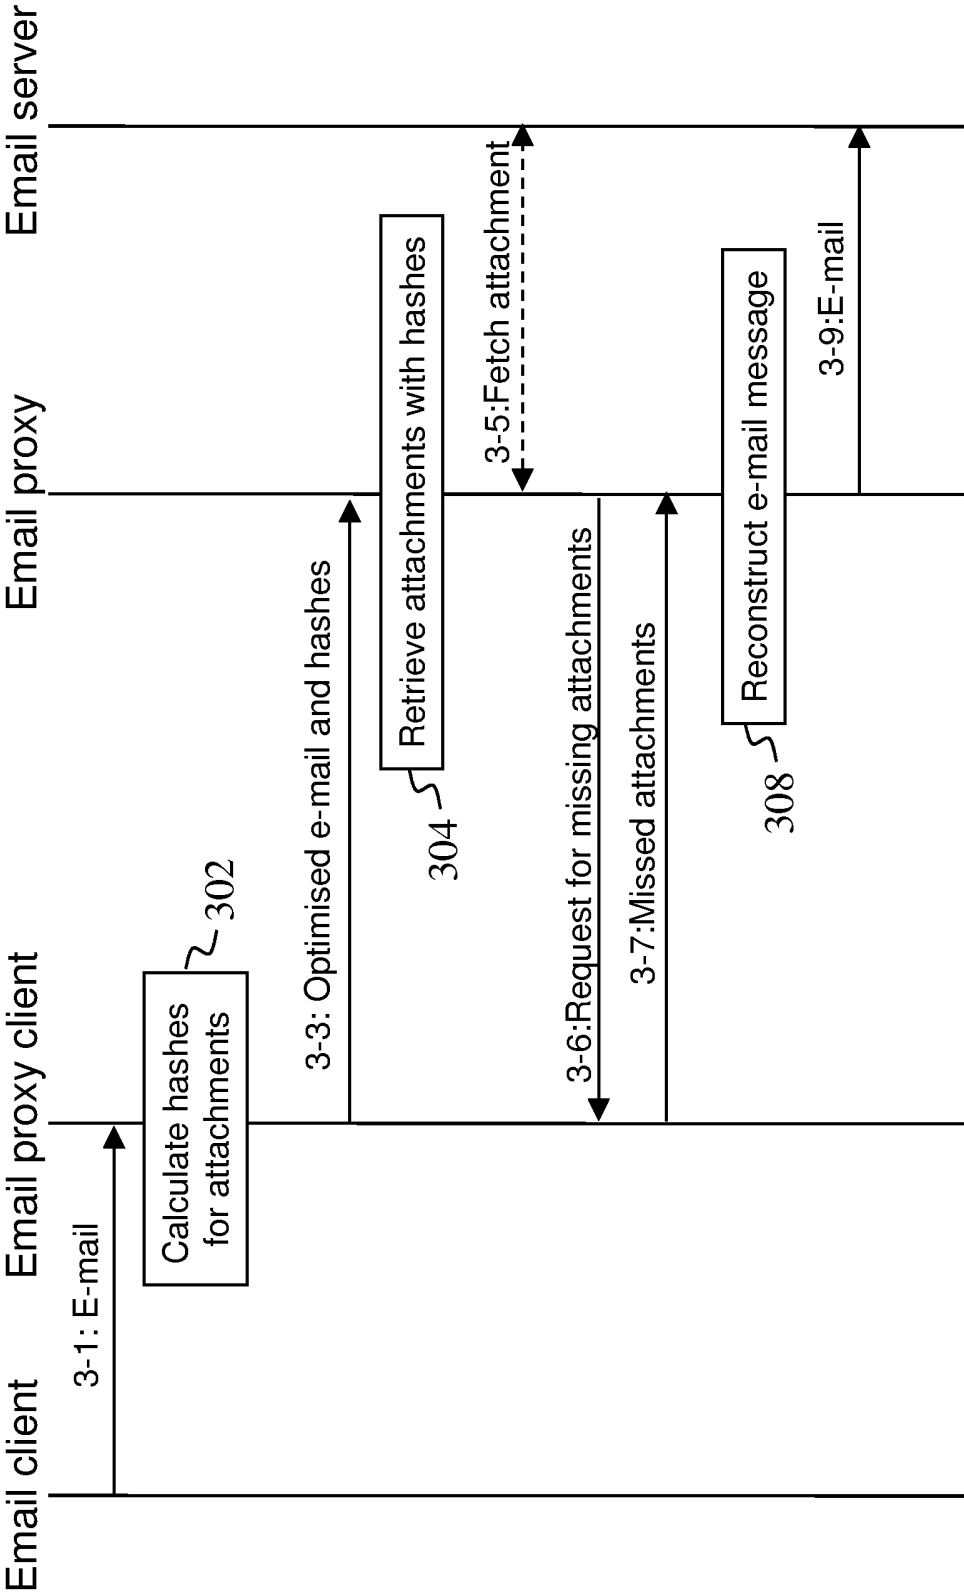 Email client
Email proxy client
Email proxy
Email server
3-1: E-mail
Calculate hashes
for attachments
302
3-3: Optimised e-mail and hashes
Retrieve attachments with hashes
304
3-5:Fetch attachment
3-6:Request for missing attachments
3-7:Missed attachments
Reconstruct e-mail message
308
3-9:E-mail